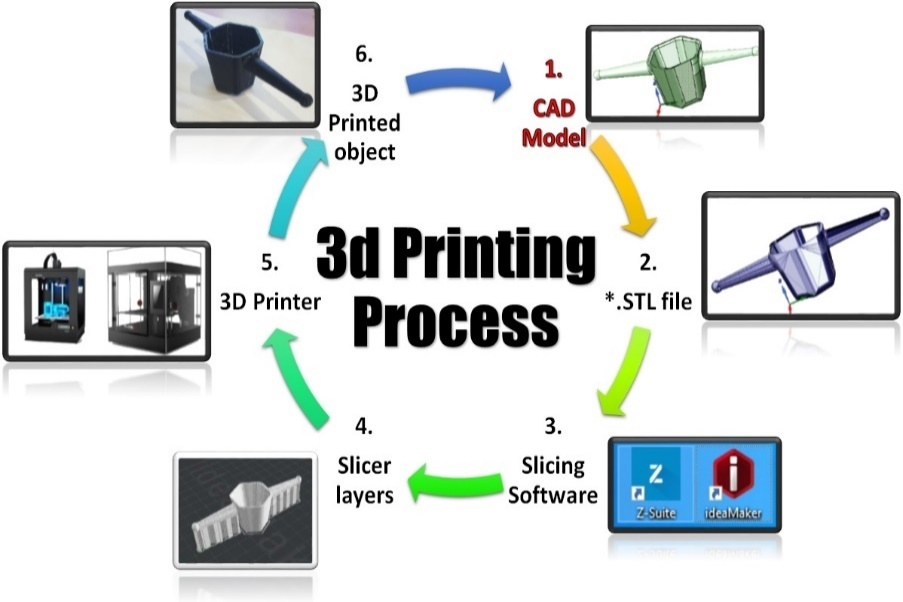 3d Printing
Process
1.
CAD
Model
2.
*.STL file
3.
Slicing
Software
Z
Z-Suite
i
ideaMaker
4.
Slicer
layers
5.
3D Printer
6.
3D
Printed
object